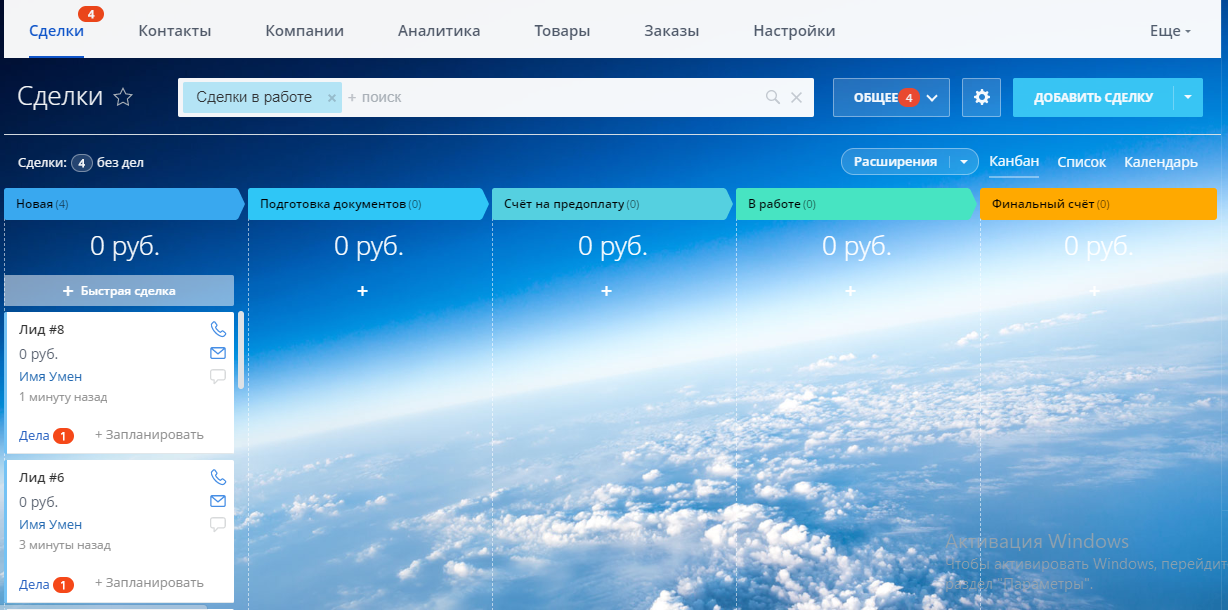 4
Сделки Контакты Компании Аналитика Товары Заказы Настройки Еще
Сделки Сделки в работе × + поиск ОБЩЕЕ 4 ДОБАВИТЬ СДЕЛКУ
Сделки: 4 без дел Расширения Канбан Список Календарь
Новая (4) Подготовка документов (0) Счёт на предоплату (0) В работе (0) Финальный счёт (0)
0 руб. 0 руб. 0 руб. 0 руб. 0 руб.
+ Быстрая сделка + + + +
Лид #8
0 руб.
Имя Умен
1 минуту назад
Дела 1 + Запланировать
Лид #6
0 руб.
Имя Умен
3 минуты назад
Дела 1 + Запланировать
Активация Windows
Чтобы активировать Windows, перейдите
раздел "Параметры".